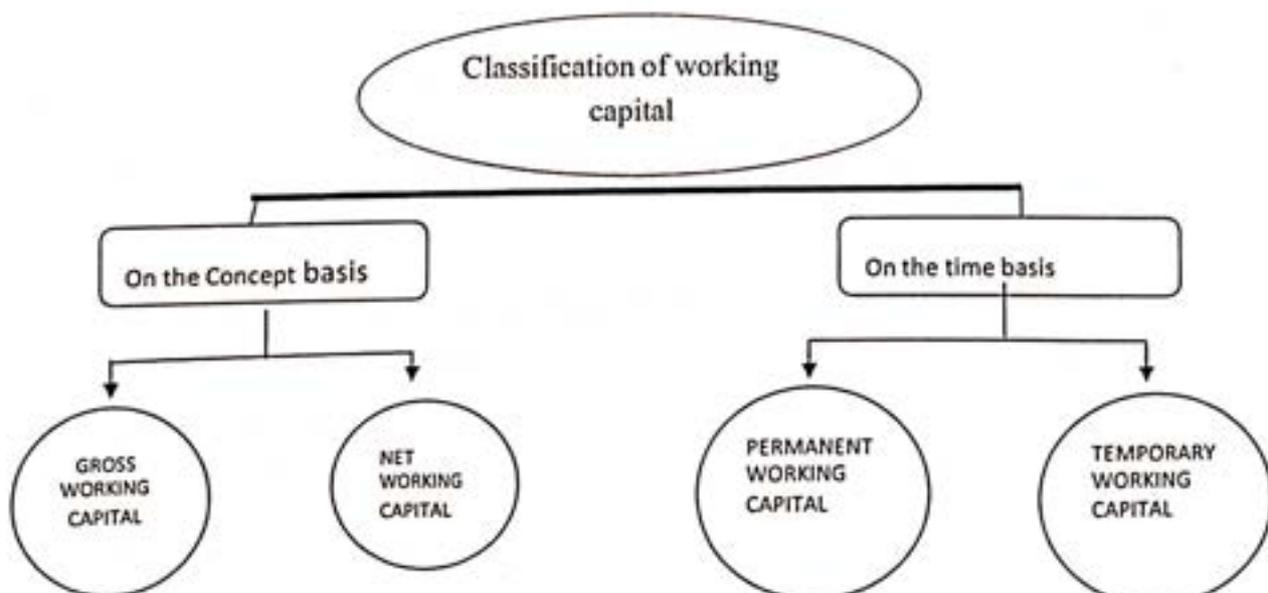 Classification of working
capital
On the Concept basis
On the time basis
GROSS
WORKING
CAPITAL
NET
WORKING
CAPITAL
PERMANENT
WORKING
CAPITAL
TEMPORARY
WORKING
CAPITAL